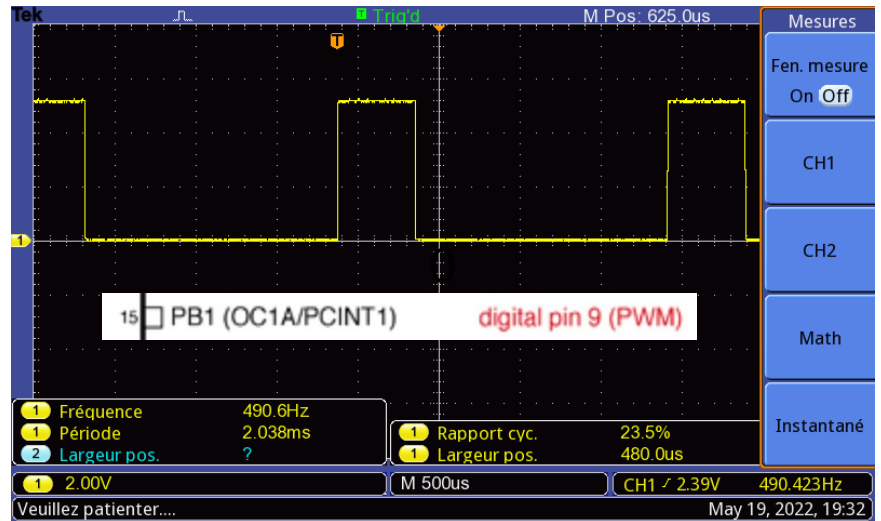 Tek Trig'd M Pos: 625.0us
Mesures
Fen. mesure
On Off
CH1
CH2
Math
Instantané
T
1
15 PB1 (OC1A/PCINT1) digital pin 9 (PWM)
1 Fréquence 490.6Hz
1 Période 2.038ms
2 Largeur pos. ?
1 Rapport cyc. 23.5%
1 Largeur pos. 480.0us
1 2.00V M 500us CH1 2.39V 490.423Hz
Veuillez patienter.... May 19, 2022, 19:32